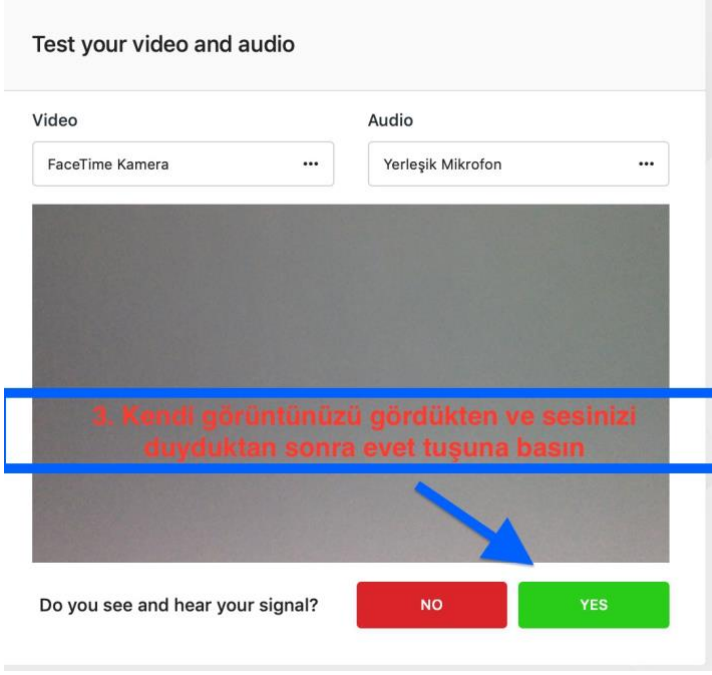 Test your video and audio
Video
Audio
FaceTime Kamera
Yerleşik Mikrofon
3. Kendi görüntünüzü gördükten ve sesinizi
duyduktan sonra evet tuşuna basın
Do you see and hear your signal?
NO
YES